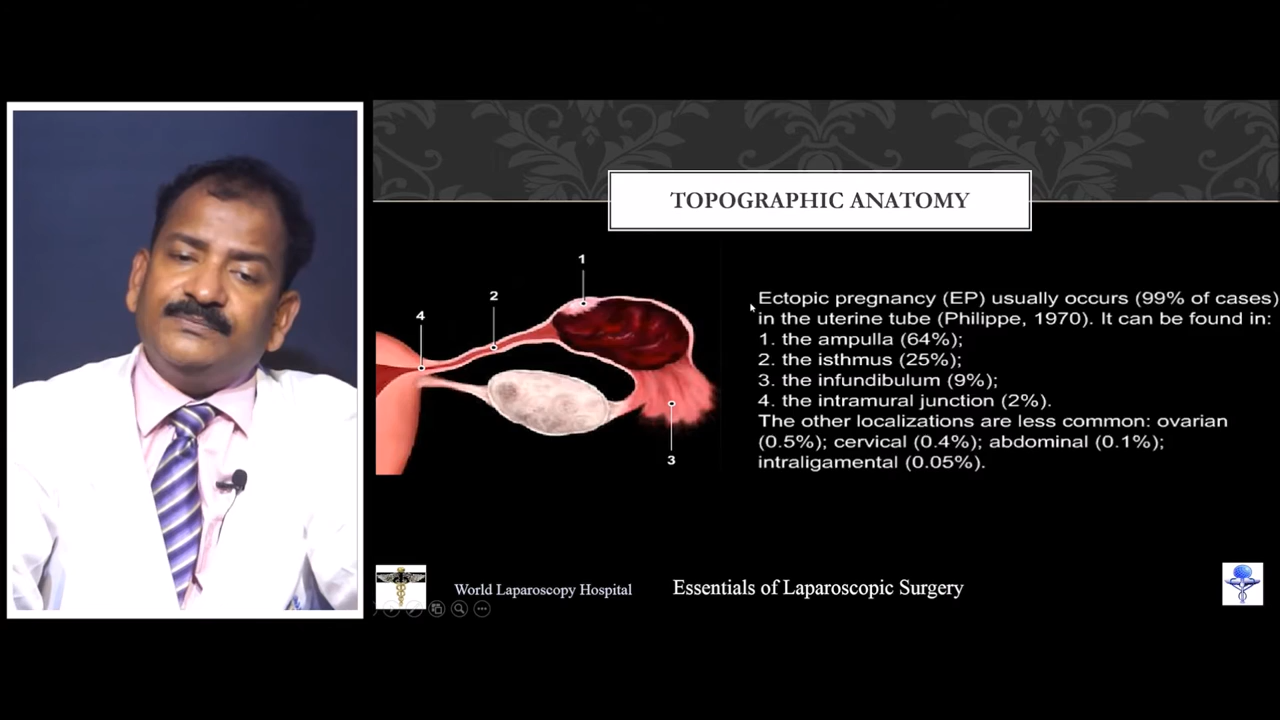 TOPOGRAPHIC ANATOMY
1
2
4
3
Ectopic pregnancy (EP) usually occurs (99% of cases)
in the uterine tube (Philippe, 1970). It can be found in:
1. the ampulla (64%);
2. the isthmus (25%);
3. the infundibulum (9%);
4. the intramural junction (2%).
The other localizations are less common: ovarian
(0.5%); cervical (0.4%); abdominal (0.1%);
intraligamental (0.05%).
World Laparoscopy Hospital
Essentials of Laparoscopic Surgery